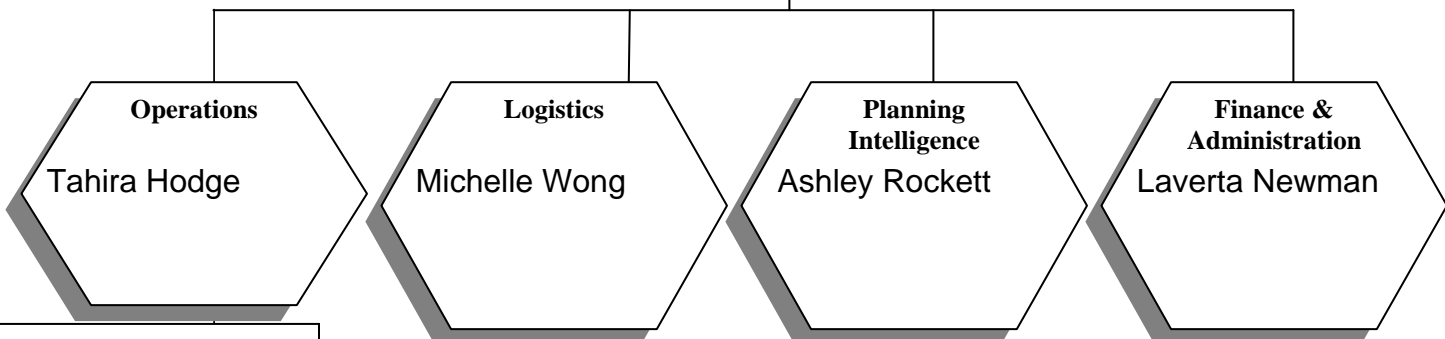 Operations
Tahira Hodge
Logistics
Michelle Wong
Planning
Intelligence
Ashley Rockett
Finance &
Administration
Laverta Newman